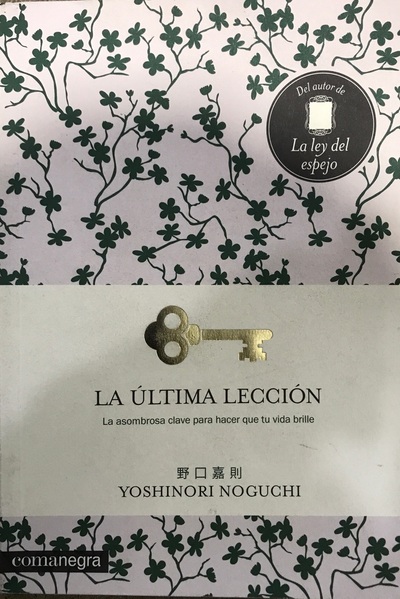 Del autor de
La ley del
espejo
LA ÚLTIMA LECCIÓN
La asombrosa clave para hacer que tu vida brille
野口嘉則
YOSHINORI NOGUCHI
comanegra